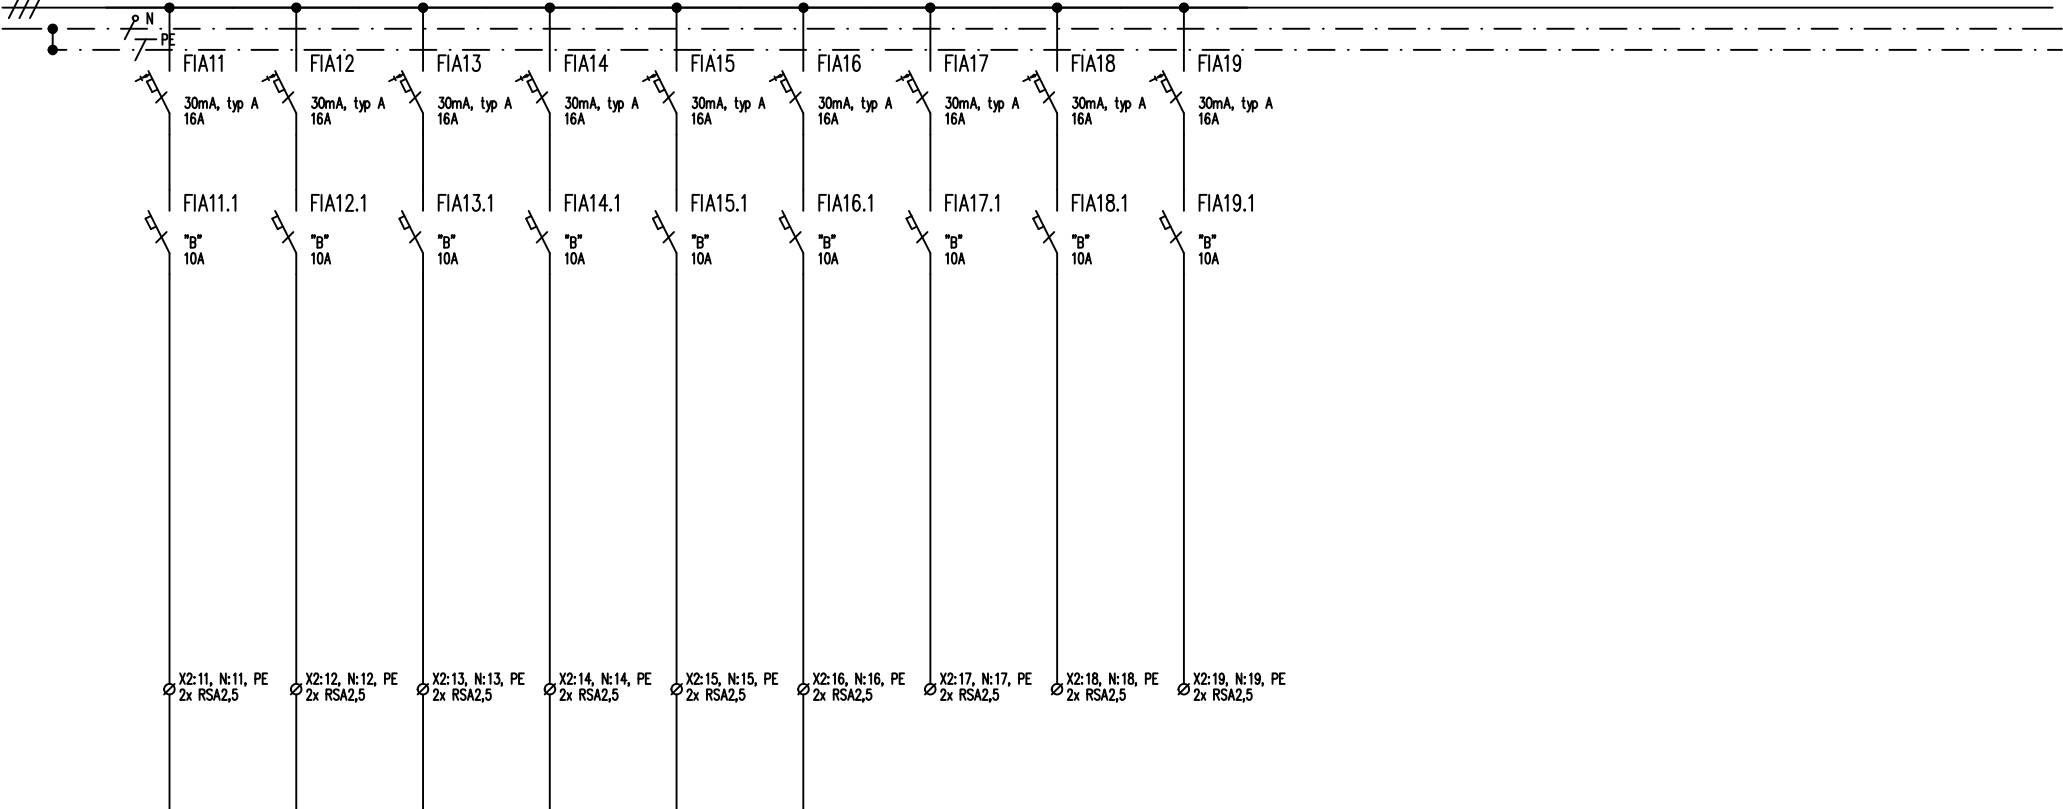 N
PE
FIA11 FIA12 FIA13 FIA14 FIA15 FIA16 FIA17 FIA18 FIA19
30mA, typ A 30mA, typ A 30mA, typ A 30mA, typ A 30mA, typ A 30mA, typ A 30mA, typ A 30mA, typ A 30mA, typ A
16A 16A 16A 16A 16A 16A 16A 16A 16A
FIA11.1 FIA12.1 FIA13.1 FIA14.1 FIA15.1 FIA16.1 FIA17.1 FIA18.1 FIA19.1
"B" "B" "B" "B" "B" "B" "B" "B" "B"
10A 10A 10A 10A 10A 10A 10A 10A 10A
X2:11, N:11, PE X2:12, N:12, PE X2:13, N:13, PE X2:14, N:14, PE X2:15, N:15, PE X2:16, N:16, PE X2:17, N:17, PE X2:18, N:18, PE X2:19, N:19, PE
2x RSA2,5 2x RSA2,5 2x RSA2,5 2x RSA2,5 2x RSA2,5 2x RSA2,5 2x RSA2,5 2x RSA2,5 2x RSA2,5